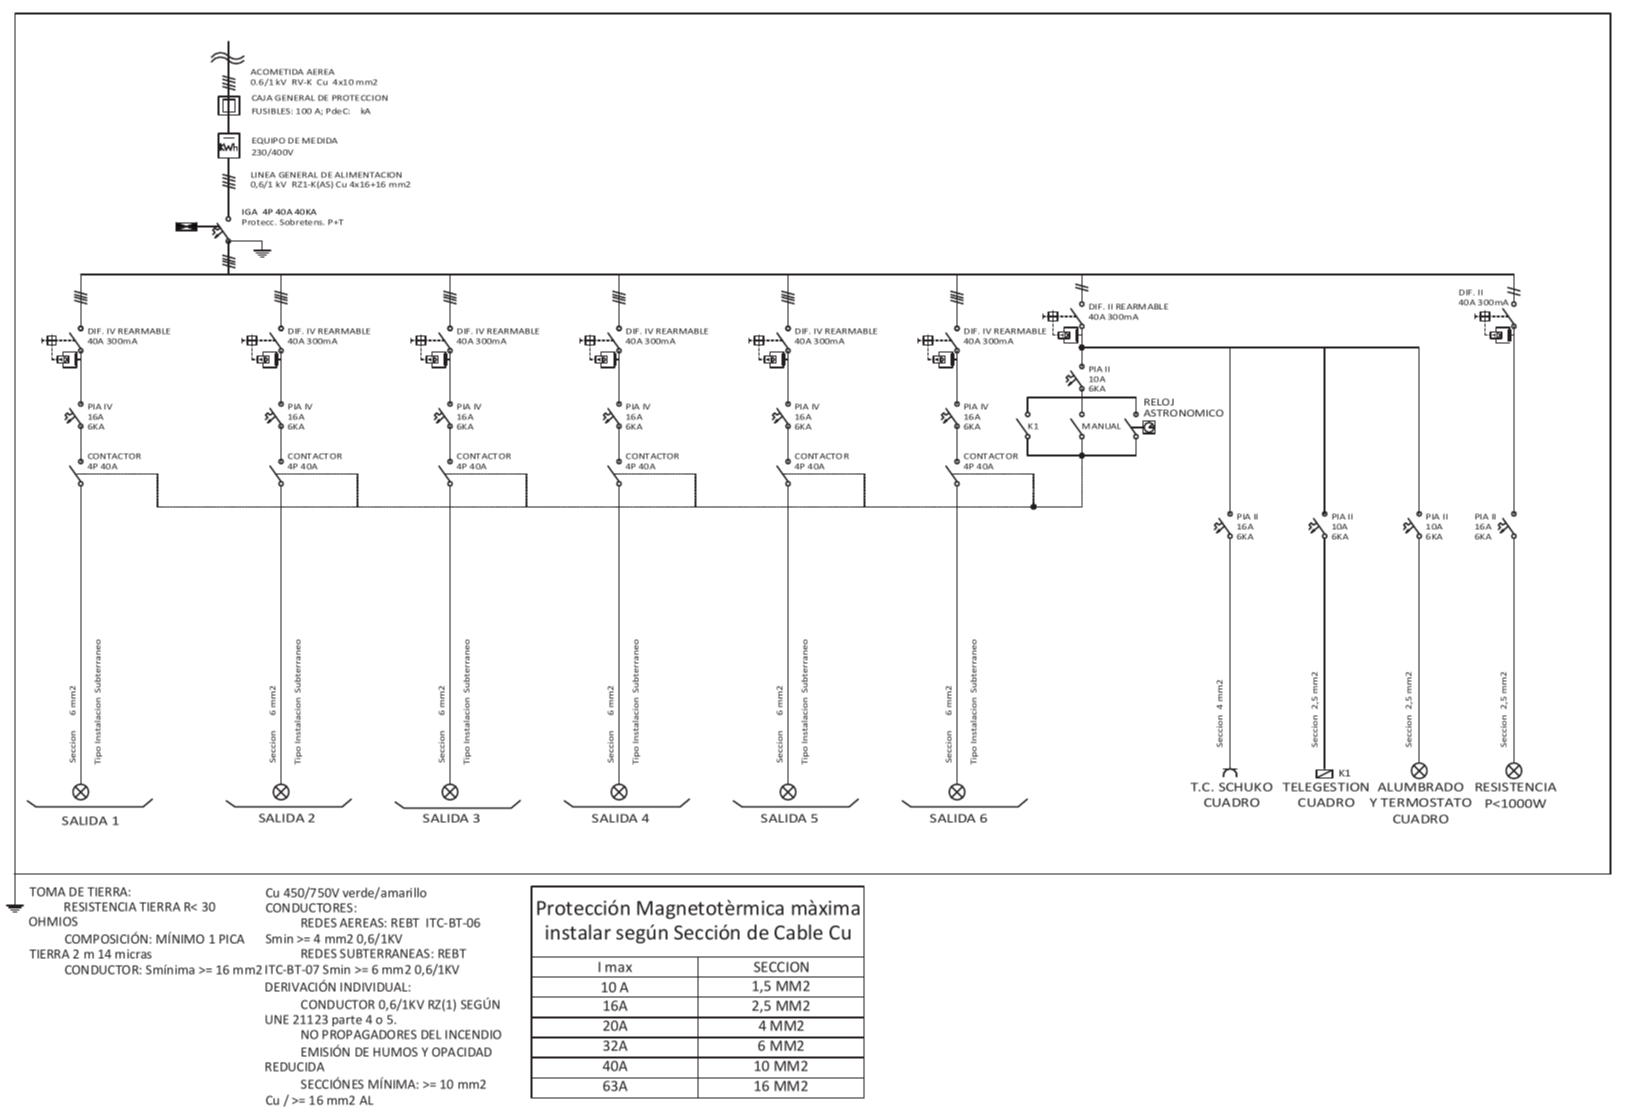 ACOMETIDA AEREA
0.6/1 kV RV-K Cu 4x10 mm2
CAJA GENERAL DE PROTECCION
FUSIBLES: 100 A; PdeC: kA
kWh
EQUIPO DE MEDIDA
230/400V
LINEA GENERAL DE ALIMENTACION
0,6/1 kV RZ1-K(AS) Cu 4x16+16 mm2
IGA 4P 40A 40KA
Protecc. Sobretens. P+T
DIF. IV REARMABLE
40A 300mA
PIA IV
16A
6KA
CONTACTOR
4P 40A
Seccion 6 mm2
Tipo Instalacion Subterraneo
SALIDA 1
DIF. IV REARMABLE
40A 300mA
PIA IV
16A
6KA
CONTACTOR
4P 40A
Seccion 6 mm2
Tipo Instalacion Subterraneo
SALIDA 2
DIF. IV REARMABLE
40A 300mA
PIA IV
16A
6KA
CONTACTOR
4P 40A
Seccion 6 mm2
Tipo Instalacion Subterraneo
SALIDA 3
DIF. IV REARMABLE
40A 300mA
PIA IV
16A
6KA
CONTACTOR
4P 40A
Seccion 6 mm2
Tipo Instalacion Subterraneo
SALIDA 4
DIF. IV REARMABLE
40A 300mA
PIA IV
16A
6KA
CONTACTOR
4P 40A
Seccion 6 mm2
Tipo Instalacion Subterraneo
SALIDA 5
DIF. IV REARMABLE
40A 300mA
PIA IV
16A
6KA
CONTACTOR
4P 40A
Seccion 6 mm2
Tipo Instalacion Subterraneo
SALIDA 6
DIF. II REARMABLE
40A 300mA
PIA II
10A
6KA
K1
MANUAL
RELOJ
ASTRONOMICO
PIA II
16A
6KA
Seccion 4 mm2
T.C. SCHUKO
CUADRO
PIA II
10A
6KA
Seccion 2,5 mm2
K1
TELEGESTION
CUADRO
PIA II
10A
6KA
Seccion 2,5 mm2
ALUMBRADO
Y TERMOSTATO
CUADRO
DIF. II
40A 300mA
PIA II
16A
6KA
Seccion 2,5 mm2
RESISTENCIA
P<1000W
TOMA DE TIERRA:
RESISTENCIA TIERRA R< 30
OHMIOS
COMPOSICIÓN: MÍNIMO 1 PICA
TIERRA 2 m 14 micras
CONDUCTOR: Smínima >= 16 mm2
Cu 450/750V verde/amarillo
CONDUCTORES:
REDES AEREAS: REBT ITC-BT-06
Smin >= 4 mm2 0,6/1KV
REDES SUBTERRANEAS: REBT
ITC-BT-07 Smin >= 6 mm2 0,6/1KV
DERIVACIÓN INDIVIDUAL:
CONDUCTOR 0,6/1KV RZ(1) SEGÚN
UNE 21123 parte 4 o 5.
NO PROPAGADORES DEL INCENDIO
EMISIÓN DE HUMOS Y OPACIDAD
REDUCIDA
SECCIÓNES MÍNIMA: >= 10 mm2
Cu / >= 16 mm2 AL
Protección Magnetotèrmica màxima
instalar según Sección de Cable Cu
I max SECCION
10 A 1,5 MM2
16A 2,5 MM2
20A 4 MM2
32A 6 MM2
40A 10 MM2
63A 16 MM2